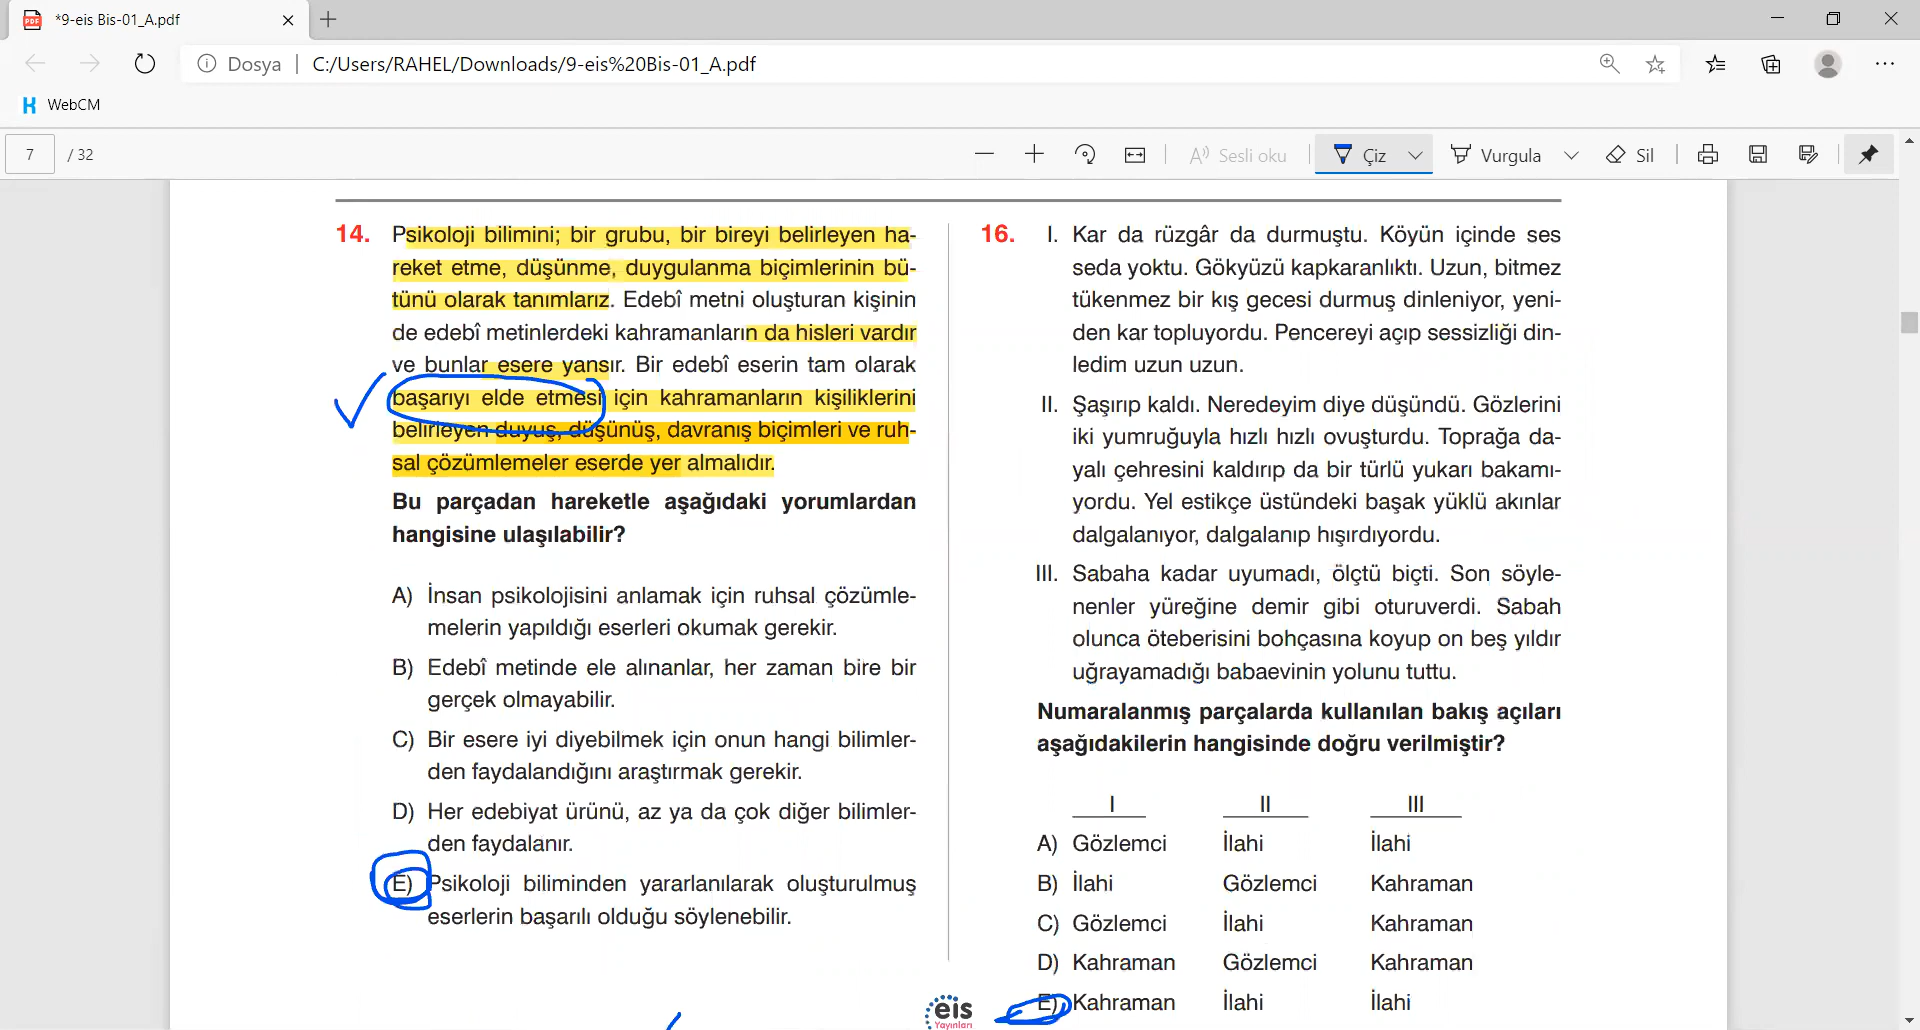 *9-eis Bis-01_A.pdf
Dosya | C:/Users/RAHEL/Downloads/9-eis%20Bis-01_A.pdf
WebCM
7 / 32
Sesli oku
Çiz
Vurgula
Sil
14. Psikoloji bilimini; bir grubu, bir bireyi belirleyen ha-
reket etme, düşünme, duygulanma biçimlerinin bü-
tünü olarak tanımlarız. Edebî metni oluşturan kişinin
de edebî metinlerdeki kahramanların da hisleri vardır
ve bunlar esere yansır. Bir edebî eserin tam olarak
başarıyı elde etmesi için kahramanların kişiliklerini
belirleyen duyuş, düşünüş, davranış biçimleri ve ruh-
sal çözümlemeler eserde yer almalıdır.
Bu parçadan hareketle aşağıdaki yorumlardan
hangisine ulaşılabilir?
A) İnsan psikolojisini anlamak için ruhsal çözümle-
melerin yapıldığı eserleri okumak gerekir.
B) Edebî metinde ele alınanlar, her zaman bire bir
gerçek olmayabilir.
C) Bir esere iyi diyebilmek için onun hangi bilimler-
den faydalandığını araştırmak gerekir.
D) Her edebiyat ürünü, az ya da çok diğer bilimler-
den faydalanır.
E) Psikoloji biliminden yararlanılarak oluşturulmuş
eserlerin başarılı olduğu söylenebilir.
16. I. Kar da rüzgâr da durmuştu. Köyün içinde ses
seda yoktu. Gökyüzü kapkaranlıktı. Uzun, bitmez
tükenmez bir kış gecesi durmuş dinleniyor, yeni-
den kar topluyordu. Pencereyi açıp sessizliği din-
ledim uzun uzun.
II. Şaşırıp kaldı. Neredeyim diye düşündü. Gözlerini
iki yumruğuyla hızlı hızlı ovuşturdu. Toprağa da-
yalı çehresini kaldırıp da bir türlü yukarı bakamı-
yordu. Yel estikçe üstündeki başak yüklü akınlar
dalgalanıyor, dalgalanıp hışırdıyordu.
III. Sabaha kadar uyumadı, ölçtü biçti. Son söyle-
nenler yüreğine demir gibi oturuverdi. Sabah
olunca öteberisini bohçasına koyup on beş yıldır
uğrayamadığı babaevinin yolunu tuttu.
Numaralanmış parçalarda kullanılan bakış açıları
aşağıdakilerin hangisinde doğru verilmiştir?
I II III
A) Gözlemci İlahi İlahi
B) İlahi Gözlemci Kahraman
C) Gözlemci İlahi Kahraman
D) Kahraman Gözlemci Kahraman
E) Kahraman İlahi İlahi
eis
Yayınları